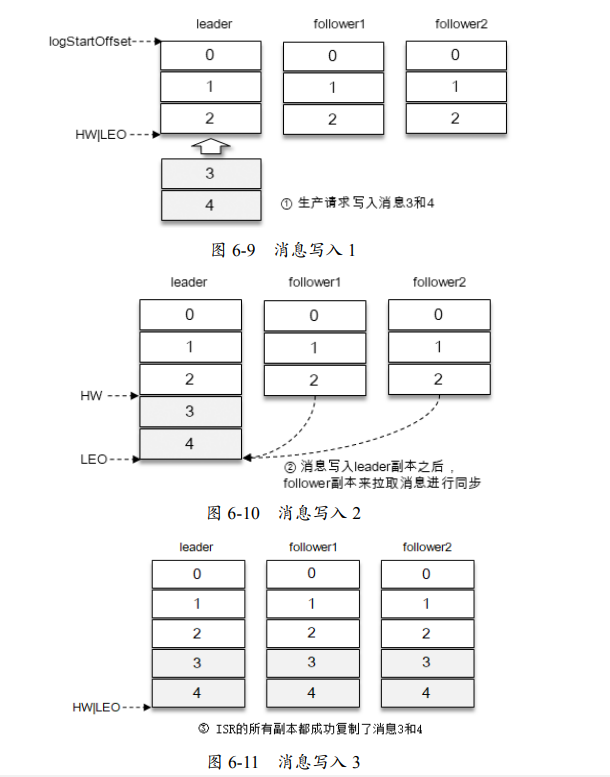 leader follower1 follower2
logStartOffset
0 0 0
1 1 1
2 2 2
HW|LEO
3
4
① 生产请求写入消息3和4
图 6-9 消息写入 1
leader follower1 follower2
0 0 0
1 1 1
2 2 2
HW
3
4
LEO
② 消息写入leader副本之后，
follower副本来拉取消息进行同步
图 6-10 消息写入 2
leader follower1 follower2
0 0 0
1 1 1
2 2 2
3 3 3
4 4 4
HW|LEO
③ ISR的所有副本都成功复制了消息3和4
图 6-11 消息写入 3